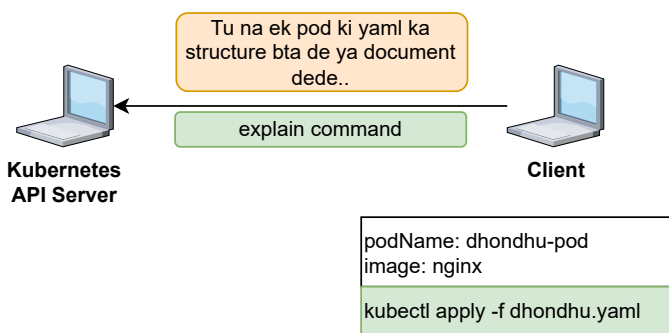 Tu na ek pod ki yaml ka
structure bta de ya document
dede..
explain command
Kubernetes
API Server
Client
podName: dhondhu-pod
image: nginx
kubectl apply -f dhondhu.yaml